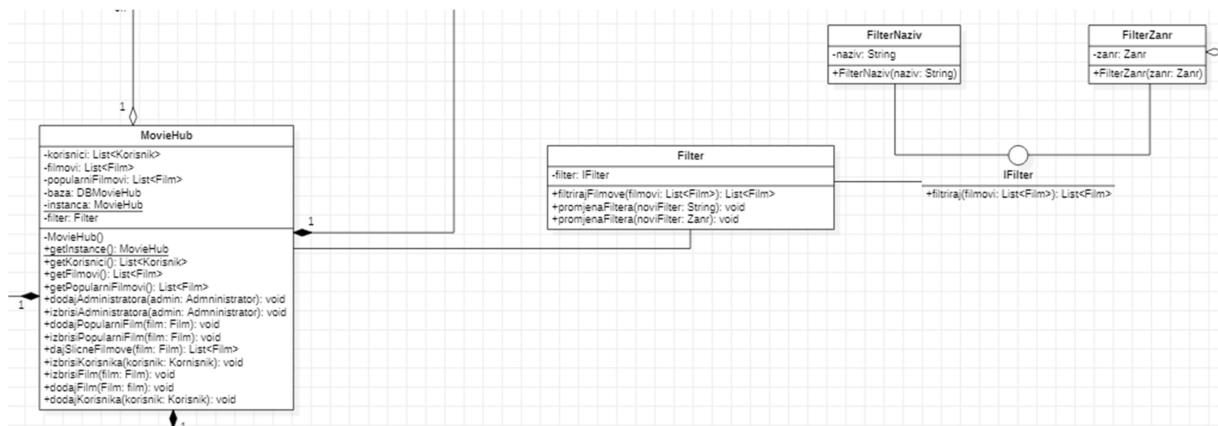 FilterNaziv
-naziv: String
+FilterNaziv(naziv: String)
FilterZanr
-zanr: Zanr
+FilterZanr(zanr: Zanr)
1
MovieHub
-korisnici: List<Korisnik>
-filmovi: List<Film>
-popularniFilmovi: List<Film>
-baza: DBMovieHub
-instanca: MovieHub
-filter: Filter
-MovieHub()
+getInstance(): MovieHub
+getKorisnici(): List<Korisnik>
+getFilmovi(): List<Film>
+getPopularniFilmovi(): List<Film>
+dodajAdministratora(admin: Admninistrator): void
+izbrisiAdministratora(admin: Admninistrator): void
+dodajPopularniFilm(film: Film): void
+izbrisiPopularniFilm(film: Film): void
+dajSlicneFilmove(film: Film): List<Film>
+izbrisiKorisnika(korisnik: Kornisnik): void
+izbrisiFilm(film: Film): void
+dodajFilm(Film: film): void
+dodajKorisnika(korisnik: Korisnik): void
1
1
Filter
-filter: IFilter
+filtrirajFilmove(filmovi: List<Film>): List<Film>
+promjenaFiltera(noviFilter: String): void
+promjenaFiltera(noviFilter: Zanr): void
IFilter
+filtriraj(filmovi: List<Film>): List<Film>